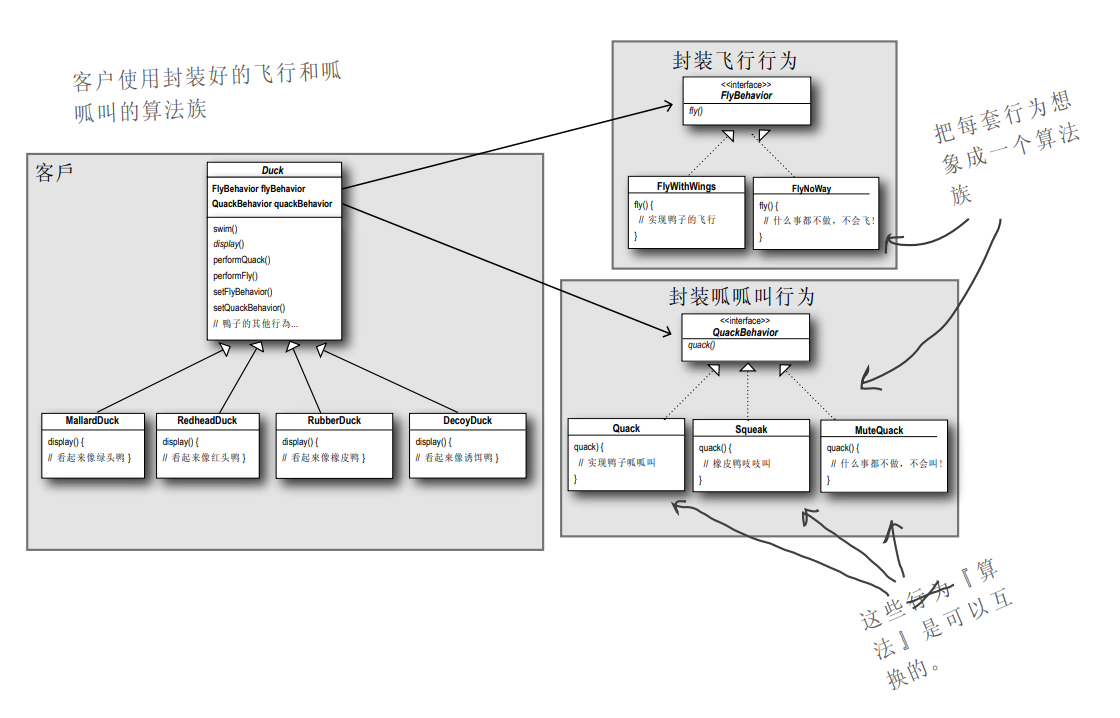 客户使用封装好的飞行和呱
呱叫的算法族
客戶
Duck
FlyBehavior flyBehavior
QuackBehavior quackBehavior
swim()
display()
performQuack()
performFly()
setFlyBehavior()
setQuackBehavior()
// 鴨子的其他行為...
MallardDuck
display() {
// 看起来像绿头鸭 }
RedheadDuck
display() {
// 看起来像红头鸭 }
RubberDuck
display() {
// 看起來像橡皮鸭 }
DecoyDuck
display() {
// 看起来像诱饵鸭 }
封装飞行行为
<<interface>>
FlyBehavior
fly()
FlyWithWings
fly() {
// 实现鸭子的飞行
}
FlyNoWay
fly() {
// 什么事都不做，不会飞！
}
把每套行为想
象成一个算法
族
封装呱呱叫行为
<<interface>>
QuackBehavior
quack()
Quack
quack) {
// 实现鸭子呱呱叫
}
Squeak
quack() {
// 橡皮鸭吱吱叫
}
MuteQuack
quack() {
// 什么事都不做，不会叫！
}
这些行为『算
法』是可以互
换的。